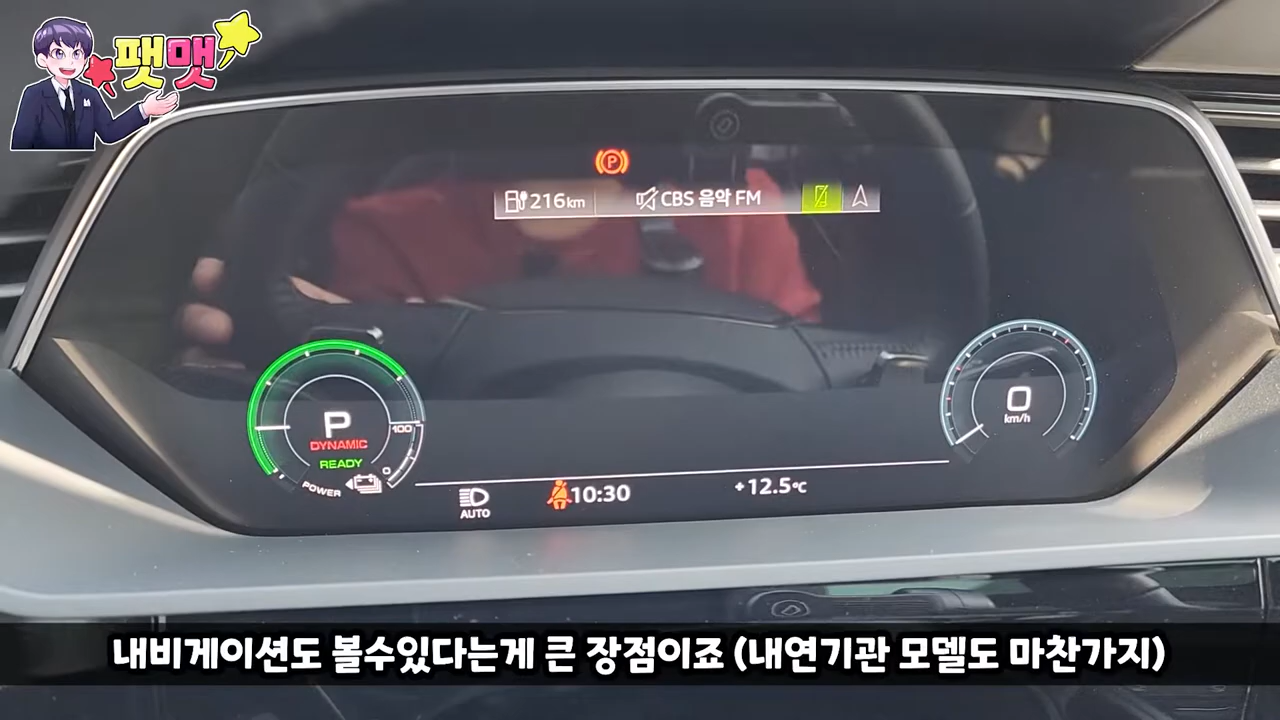 팻맷
P
216km
CBS 음악 FM
P
DYNAMIC
READY
POWER
100
0
0
km/h
AUTO
10:30
+12.5°C
내비게이션도 볼수있다는게 큰 장점이죠 (내연기관 모델도 마찬가지)